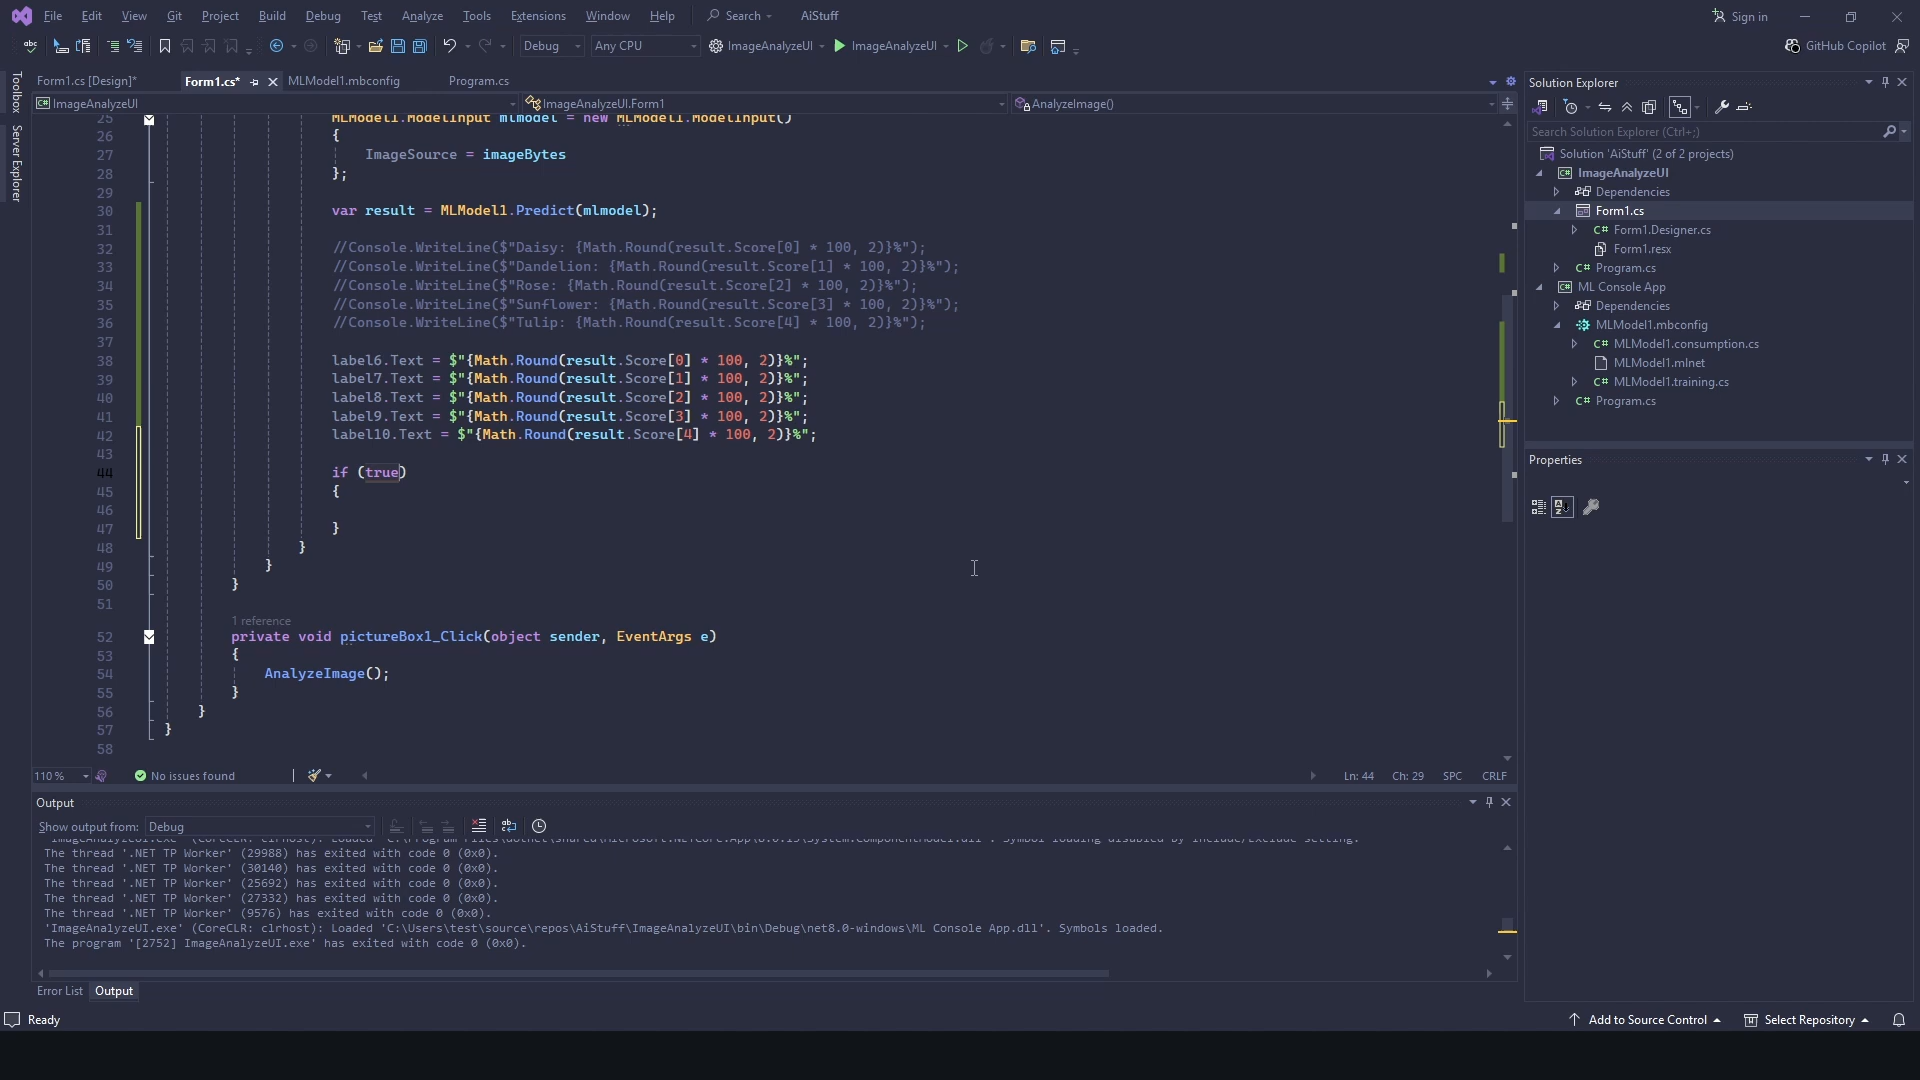 File Edit View Git Project Build Debug Test Analyze Tools Extensions Window Help Search AiStuff Sign in
Debug Any CPU ImageAnalyzeUI ImageAnalyzeUI GitHub Copilot
Toolbox
Server Explorer
Form1.cs [Design]* Form1.cs* MLModel1.mbconfig Program.cs
ImageAnalyzeUI ImageAnalyzeUI.Form1 AnalyzeImage()
25 MLModel1.ModelInput mlmodel = new MLModel1.ModelInput()
26 {
27 ImageSource = imageBytes
28 };
29
30 var result = MLModel1.Predict(mlmodel);
31
32 //Console.WriteLine($"Daisy: {Math.Round(result.Score[0] * 100, 2)}%");
33 //Console.WriteLine($"Dandelion: {Math.Round(result.Score[1] * 100, 2)}%");
34 //Console.WriteLine($"Rose: {Math.Round(result.Score[2] * 100, 2)}%");
35 //Console.WriteLine($"Sunflower: {Math.Round(result.Score[3] * 100, 2)}%");
36 //Console.WriteLine($"Tulip: {Math.Round(result.Score[4] * 100, 2)}%");
37
38 label6.Text = $"{Math.Round(result.Score[0] * 100, 2)}%";
39 label7.Text = $"{Math.Round(result.Score[1] * 100, 2)}%";
40 label8.Text = $"{Math.Round(result.Score[2] * 100, 2)}%";
41 label9.Text = $"{Math.Round(result.Score[3] * 100, 2)}%";
42 label10.Text = $"{Math.Round(result.Score[4] * 100, 2)}%";
43
44 if (true)
45 {
46
47 }
48 }
49 }
50 }
51
1 reference
52 private void pictureBox1_Click(object sender, EventArgs e)
53 {
54 AnalyzeImage();
55 }
56 }
57 }
58
110 % No issues found Ln: 44 Ch: 29 SPC CRLF
Output
Show output from: Debug
The thread '.NET TP Worker' (29988) has exited with code 0 (0x0).
The thread '.NET TP Worker' (30140) has exited with code 0 (0x0).
The thread '.NET TP Worker' (25692) has exited with code 0 (0x0).
The thread '.NET TP Worker' (27332) has exited with code 0 (0x0).
The thread '.NET TP Worker' (9576) has exited with code 0 (0x0).
'ImageAnalyzeUI.exe' (CoreCLR: clrhost): Loaded 'C:\Users\test\source\repos\AiStuff\ImageAnalyzeUI\bin\Debug\net8.0-windows\ML Console App.dll'. Symbols loaded.
The program '[2752] ImageAnalyzeUI.exe' has exited with code 0 (0x0).
Error List Output
Ready Add to Source Control Select Repository
Solution Explorer
Search Solution Explorer (Ctrl+;)
Solution 'AiStuff' (2 of 2 projects)
ImageAnalyzeUI
Dependencies
Form1.cs
C# Form1.Designer.cs
Form1.resx
C# Program.cs
ML Console App
Dependencies
MLModel1.mbconfig
C# MLModel1.consumption.cs
MLModel1.mlnet
C# MLModel1.training.cs
C# Program.cs
Properties